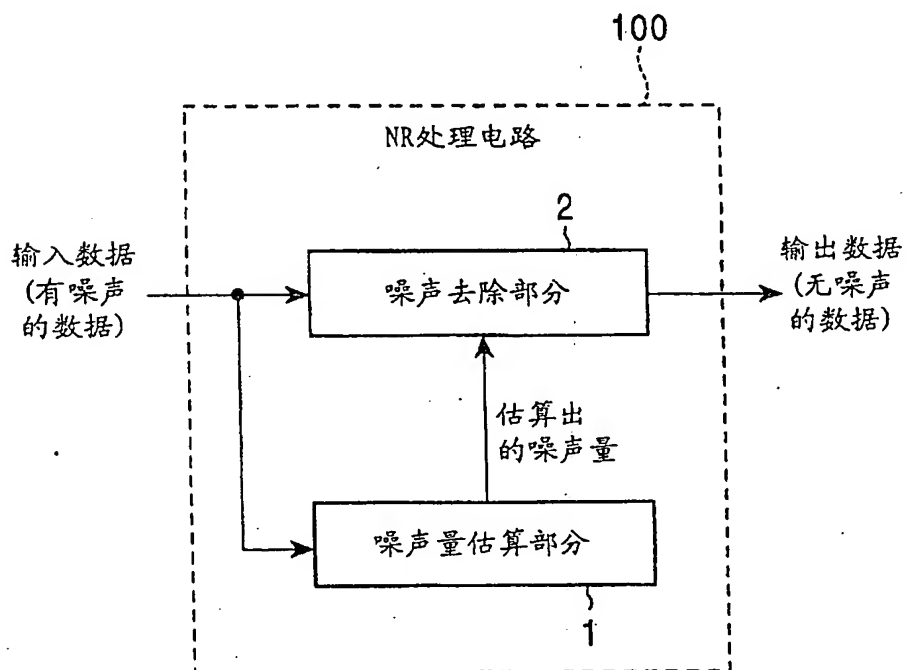 100
NR处理电路
2
输入数据
(有噪声
的数据)
噪声去除部分
输出数据
(无噪声
的数据)
估算出
的噪声量
噪声量估算部分
1